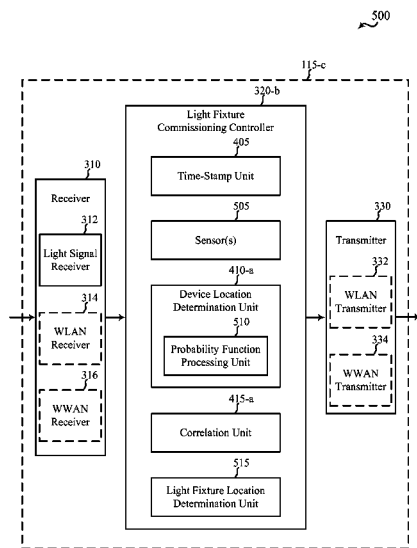 500
115-c
320-b
Light Fixture
Commissioning Controller
310
Receiver
312
Light Signal
Receiver
314
WLAN
Receiver
316
WWAN
Receiver
405
Time-Stamp Unit
505
Sensor(s)
410-a
Device Location
Determination Unit
510
Probability Function
Processing Unit
415-a
Correlation Unit
515
Light Fixture Location
Determination Unit
330
Transmitter
332
WLAN
Transmitter
334
WWAN
Transmitter